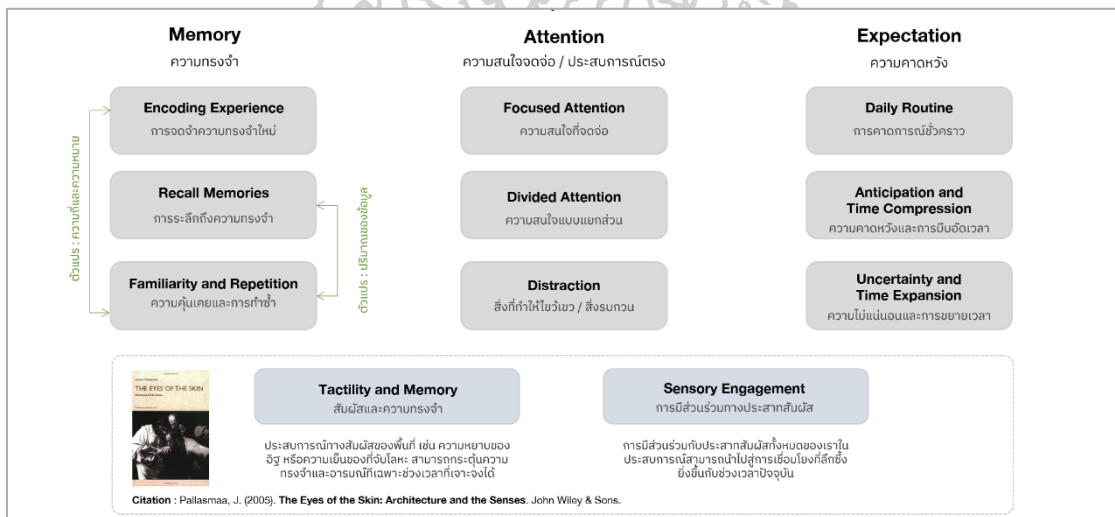 Memory
ความทรงจำ
Encoding Experience
การจดจำความทรงจำใหม่
Recall Memories
การระลึกถึงความทรงจำ
Familiarity and Repetition
ความคุ้นเคยและการทำซ้ำ
ตัวแปร : ความถี่และความหมาย
ตัวแปร : ปริมาณของข้อมูล
Attention
ความสนใจจดจ่อ / ประสบการณ์ตรง
Focused Attention
ความสนใจที่จดจ่อ
Divided Attention
ความสนใจแบบแยกส่วน
Distraction
สิ่งที่ทำให้ไขว้เขว / สิ่งรบกวน
Expectation
ความคาดหวัง
Daily Routine
การคาดการณ์ชั่วคราว
Anticipation and
Time Compression
ความคาดหวังและการบีบอัดเวลา
Uncertainty and
Time Expansion
ความไม่แน่นอนและการขยายเวลา
THE EYES OF THE SKIN
Tactility and Memory
สัมผัสและความทรงจำ
ประสบการณ์ทางสัมผัสของพื้นที่ เช่น ความหยาบของ
อิฐ หรือความเย็นของที่จับโลหะ สามารถกระตุ้นความ
ทรงจำและอารมณ์ที่เฉพาะช่วงเวลาที่เจาะจงได้
Sensory Engagement
การมีส่วนร่วมทางประสาทสัมผัส
การมีส่วนร่วมกับประสาทสัมผัสทั้งหมดของเราใน
ประสบการณ์สามารถนำไปสู่การเชื่อมโยงที่ลึกซึ้ง
ยิ่งขึ้นกับช่วงเวลาปัจจุบัน
Citation : Pallasmaa, J. (2005). The Eyes of the Skin: Architecture and the Senses. John Wiley & Sons.